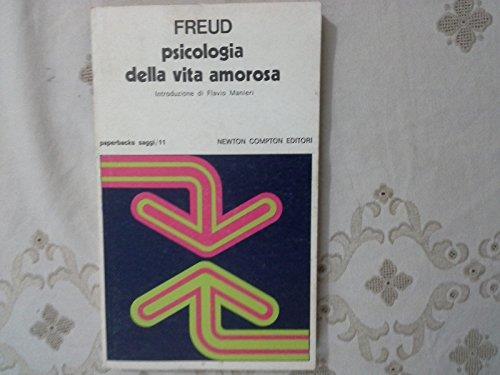 FREUD
psicologia
della vita amorosa
Introduzione di Flavio Manieri
paperbacks saggi/11 NEWTON COMPTON EDITORI